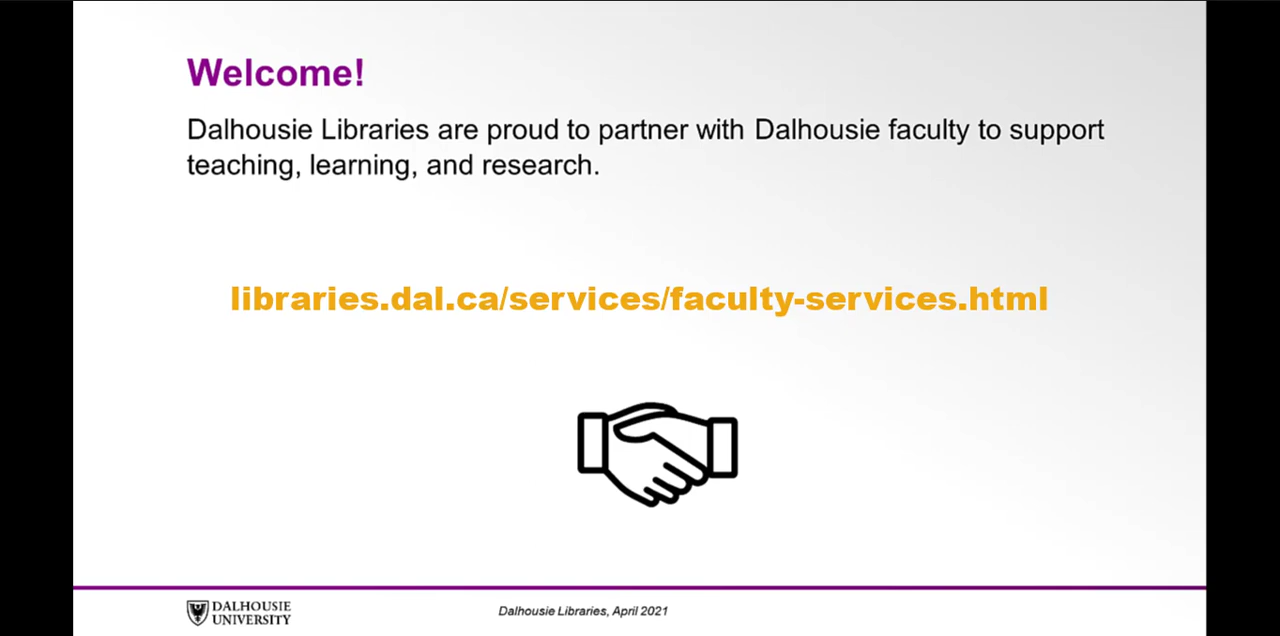 Welcome!
Dalhousie Libraries are proud to partner with Dalhousie faculty to support
teaching, learning, and research.
libraries.dal.ca/services/faculty-services.html
DALHOUSIE
UNIVERSITY
Dalhousie Libraries, April 2021